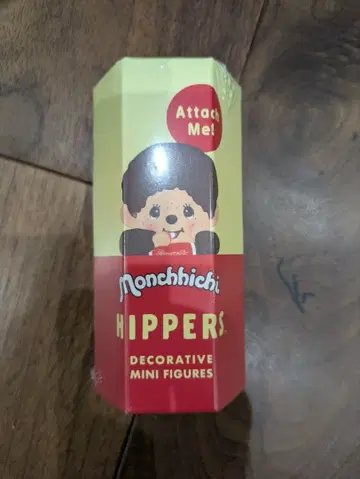 Attach
Me!
Monchhichi
HIPPERS
DECORATIVE
MINI FIGURES